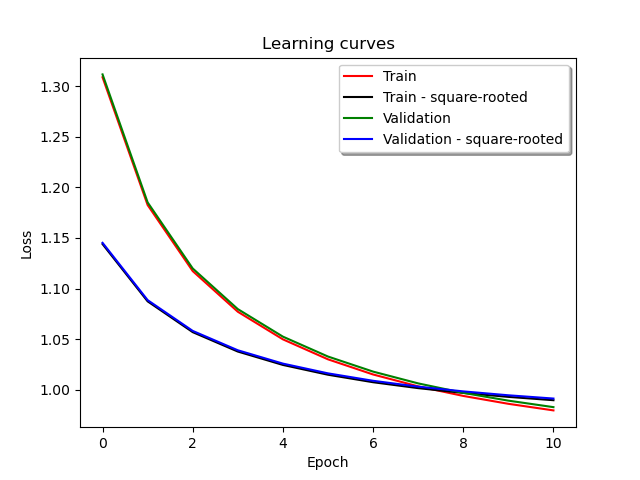 Learning curves
Train
Train - square-rooted
Validation
Validation - square-rooted
Loss
1.30
1.25
1.20
1.15
1.10
1.05
1.00
0 2 4 6 8 10
Epoch